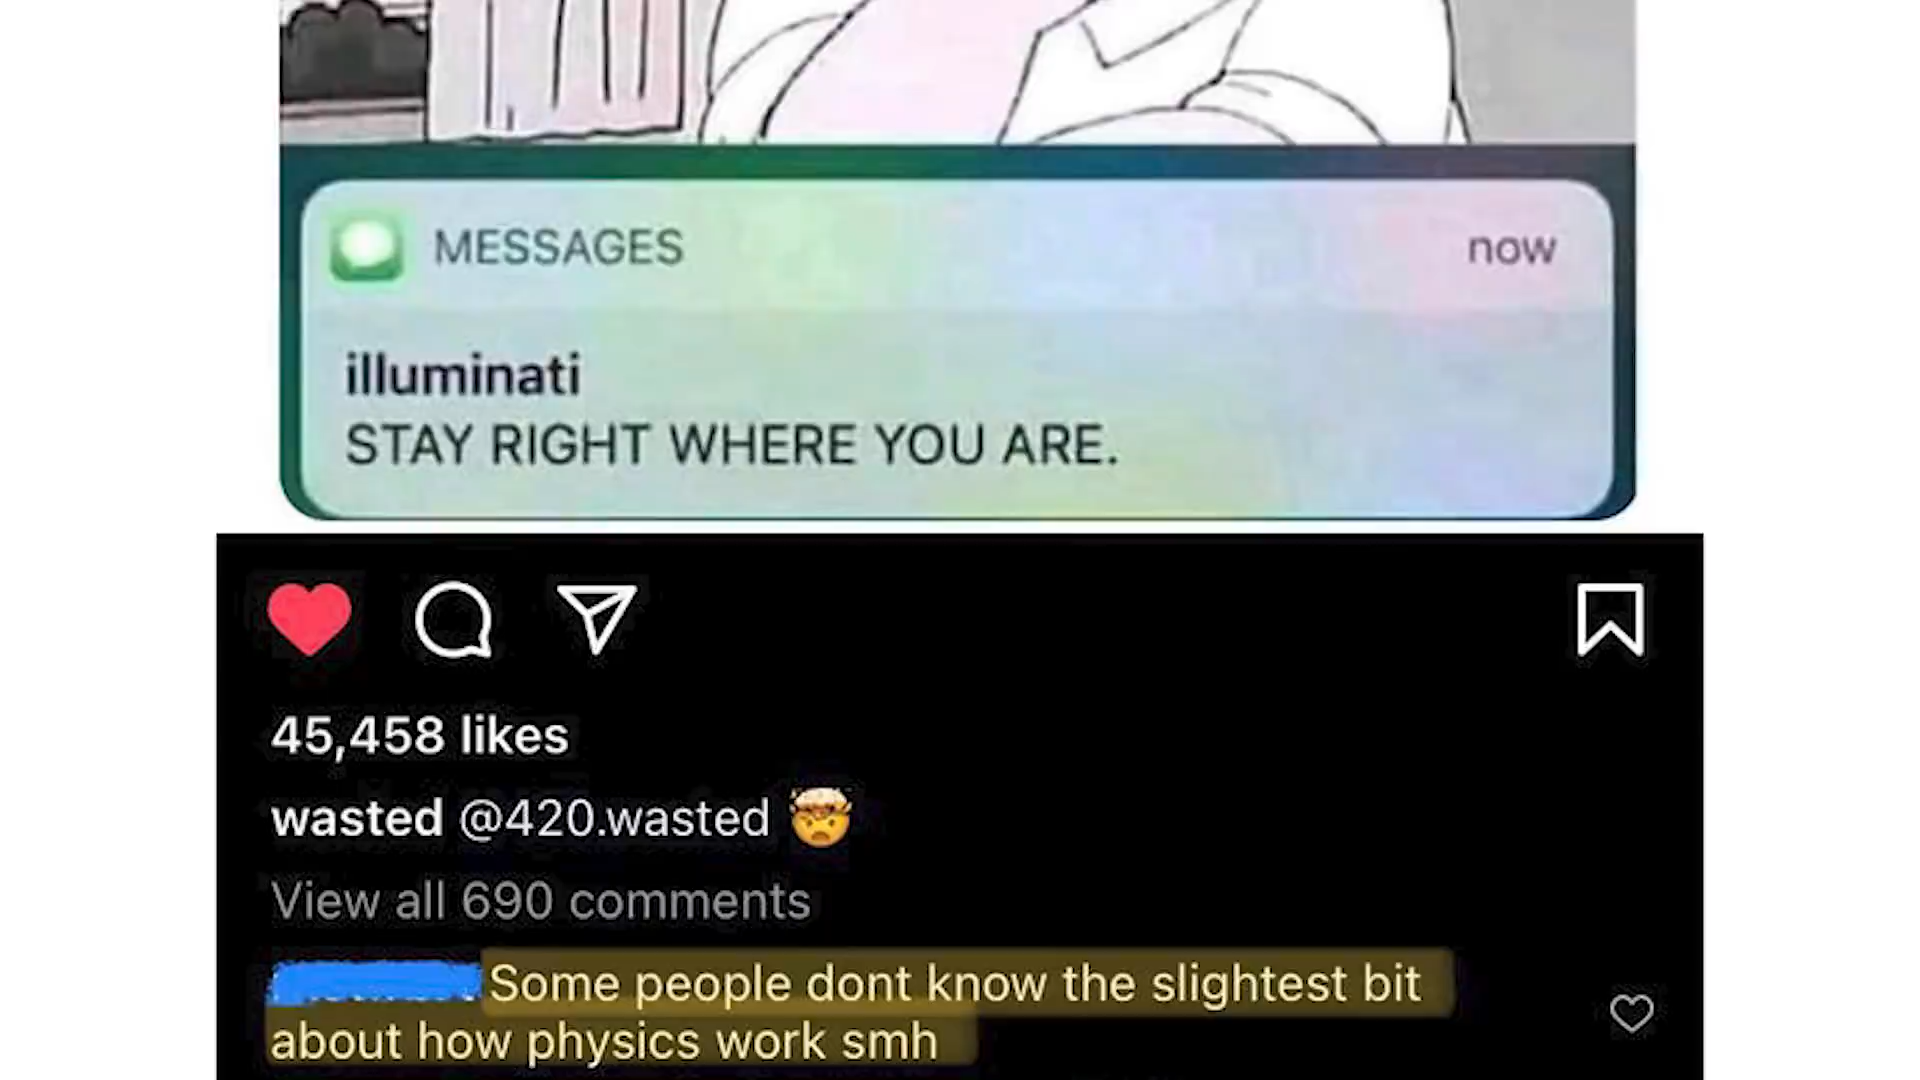 MESSAGES now
illuminati
STAY RIGHT WHERE YOU ARE.
45,458 likes
wasted @420.wasted 🤯
View all 690 comments
Some people dont know the slightest bit
about how physics work smh